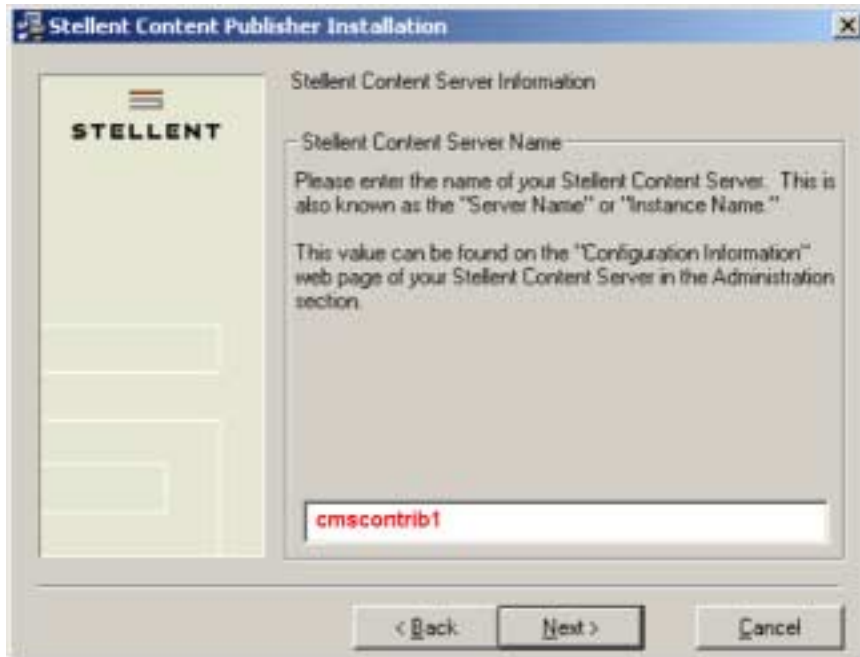 Stellent Content Publisher Installation
STELLENT
Stellent Content Server Information
Stellent Content Server Name
Please enter the name of your Stellent Content Server. This is
also known as the "Server Name" or "Instance Name."
This value can be found on the "Configuration Information"
web page of your Stellent Content Server in the Administration
section.
cmscontrib1
< Back
Next >
Cancel